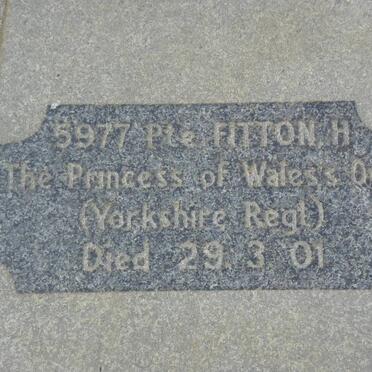 5977 Pte FITTON, H
The Princess of Wales's
(Yorkshire Regt)
Died 29. 3 01